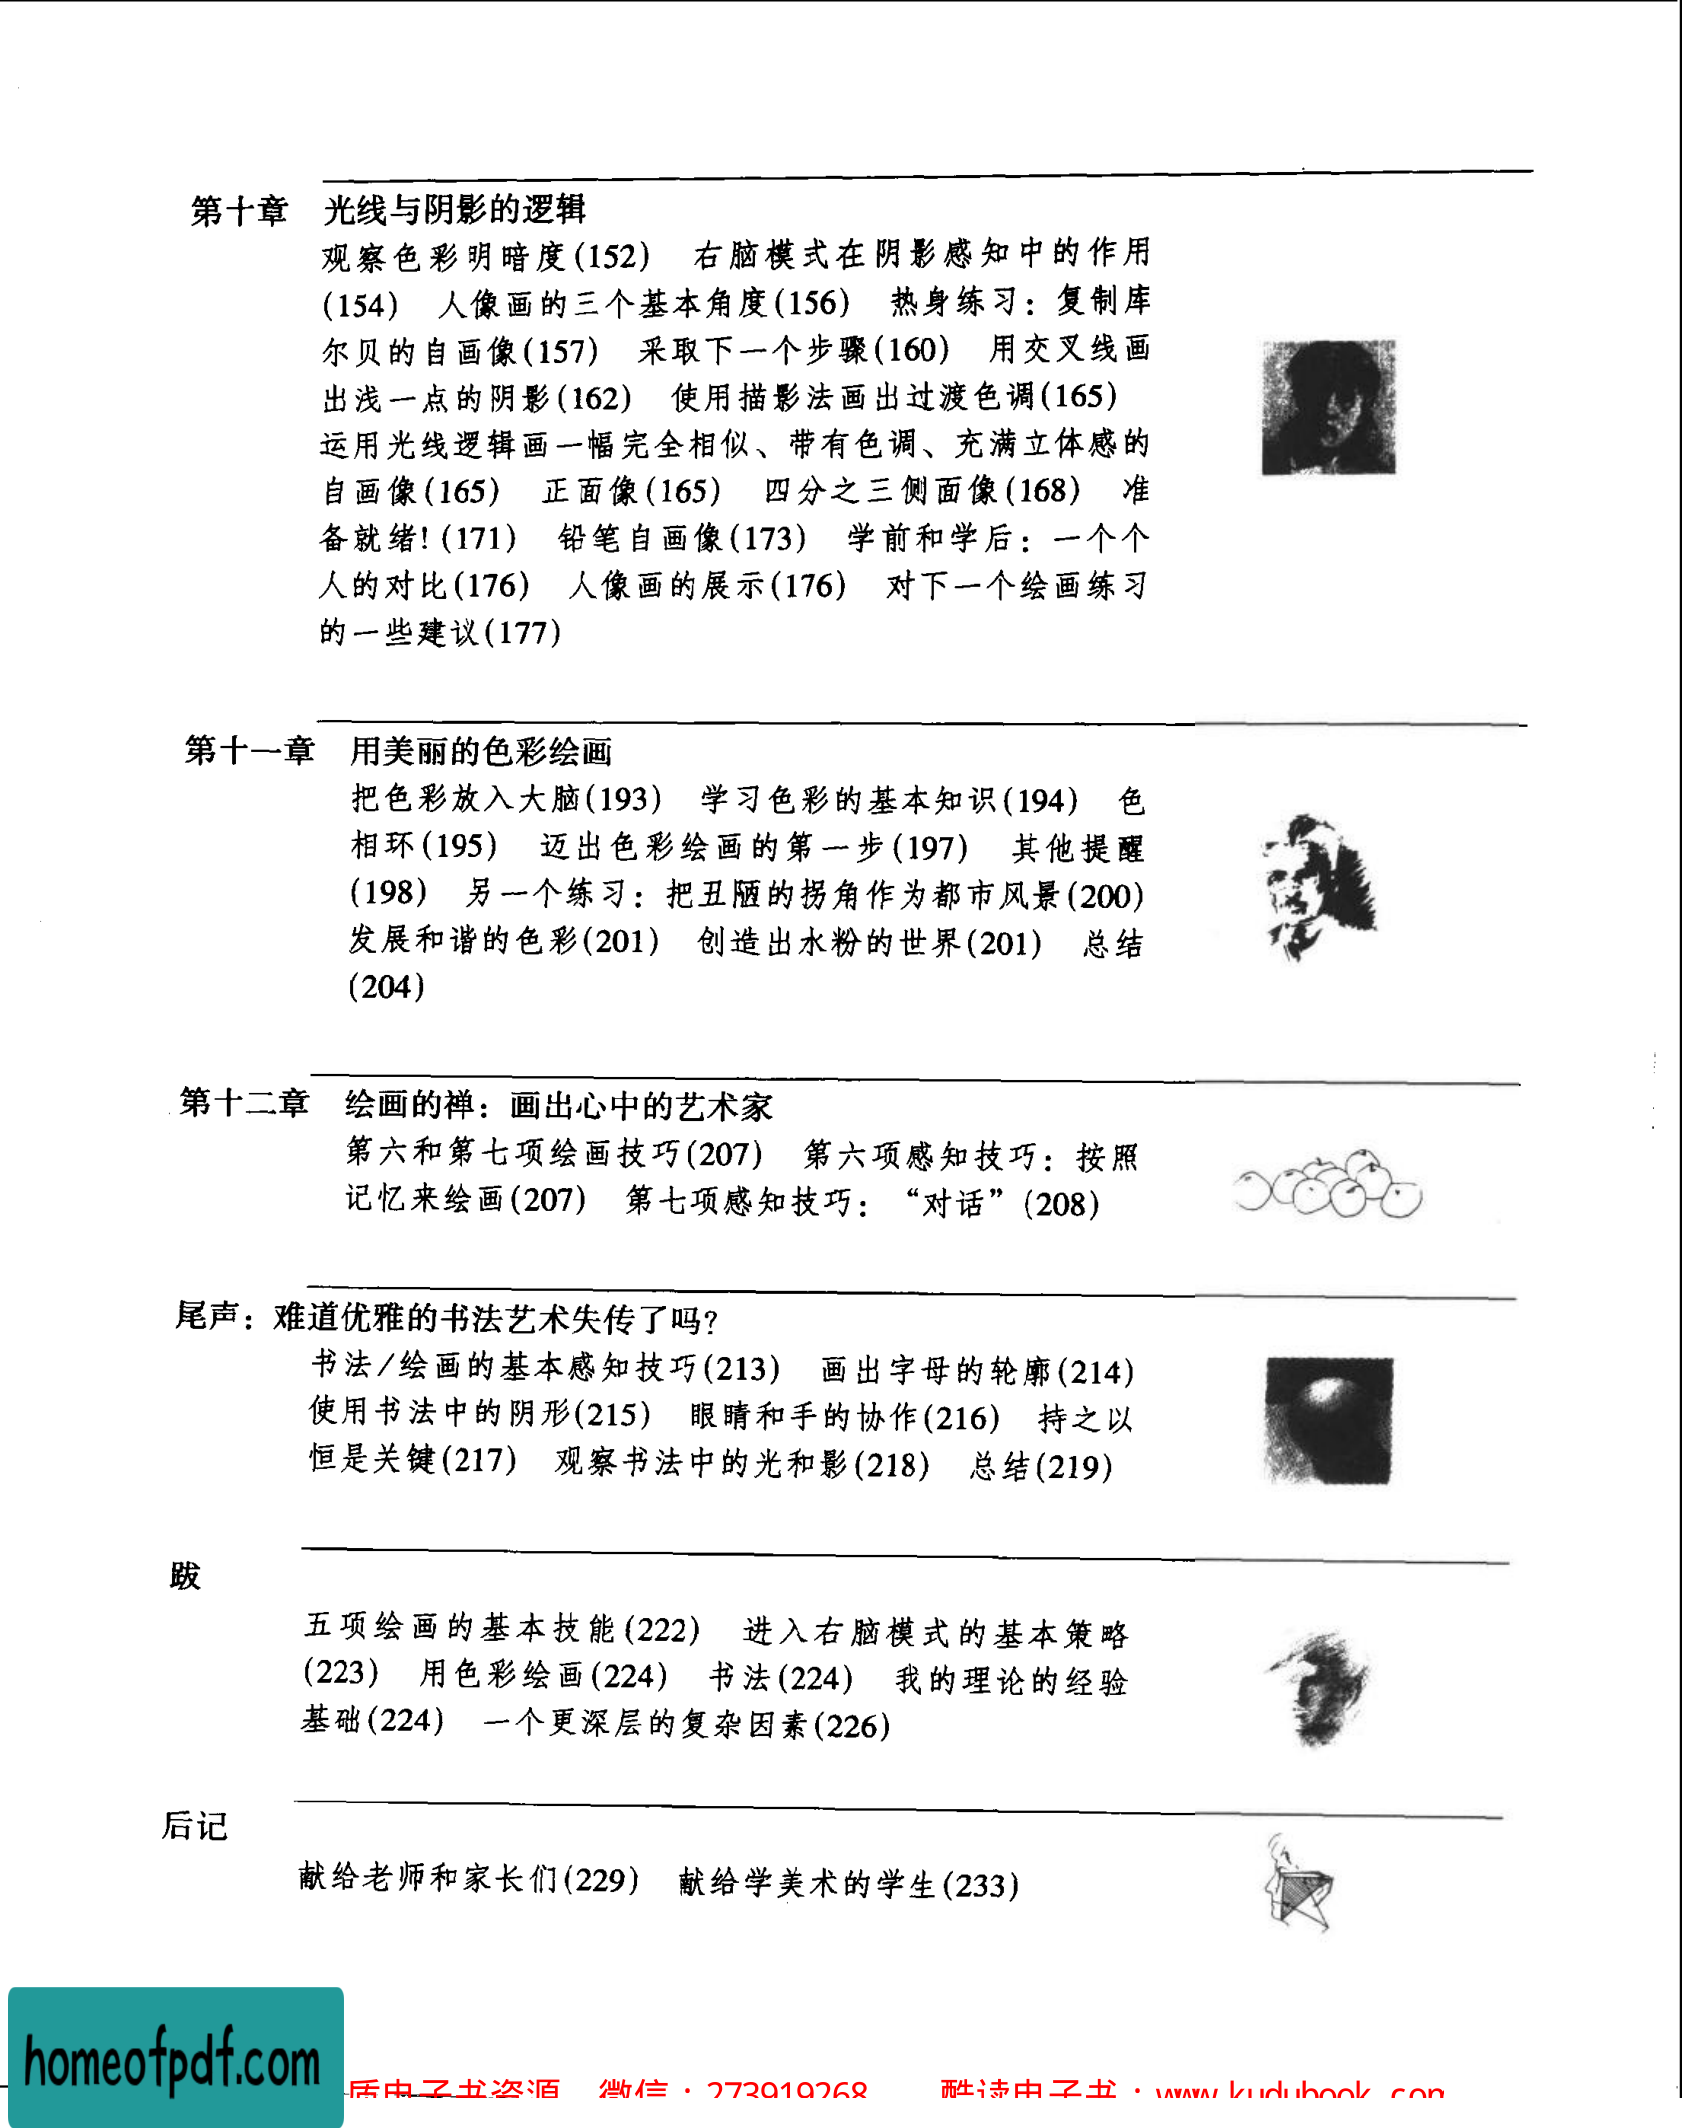 第十章 光线与阴影的逻辑
观察色彩明暗度(152) 右脑模式在阴影感知中的作用
(154) 人像画的三个基本角度(156) 热身练习：复制库
尔贝的自画像(157) 采取下一个步骤(160) 用交叉线画
出浅一点的阴影(162) 使用描影法画出过渡色调(165)
运用光线逻辑画一幅完全相似、带有色调、充满立体感的
自画像(165) 正面像(165) 四分之三侧面像(168) 准
备就绪！(171) 铅笔自画像(173) 学前和学后：一个个
人的对比(176) 人像画的展示(176) 对下一个绘画练习
的一些建议(177)
第十一章 用美丽的色彩绘画
把色彩放入大脑(193) 学习色彩的基本知识(194) 色
相环(195) 迈出色彩绘画的第一步(197) 其他提醒
(198) 另一个练习：把丑陋的拐角作为都市风景(200)
发展和谐的色彩(201) 创造出水粉的世界(201) 总结
(204)
第十二章 绘画的禅：画出心中的艺术家
第六和第七项绘画技巧(207) 第六项感知技巧：按照
记忆来绘画(207) 第七项感知技巧：“对话”(208)
尾声：难道优雅的书法艺术失传了吗？
书法/绘画的基本感知技巧(213) 画出字母的轮廓(214)
使用书法中的阴形(215) 眼睛和手的协作(216) 持之以
恒是关键(217) 观察书法中的光和影(218) 总结(219)
跋
五项绘画的基本技能(222) 进入右脑模式的基本策略
(223) 用色彩绘画(224) 书法(224) 我的理论的经验
基础(224) 一个更深层的复杂因素(226)
后记
献给老师和家长们(229) 献给学美术的学生(233)
homeofpdf.com
质电子书资源 微信：273919268 酷读电子书：www.kudubook.com